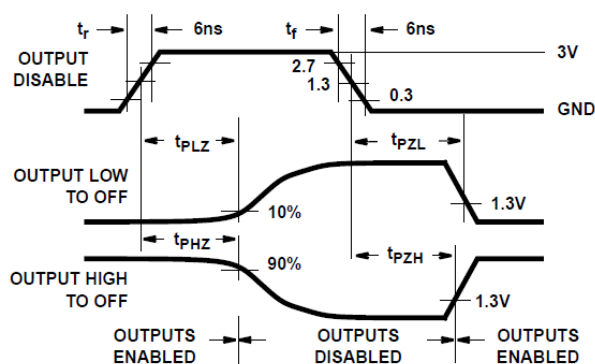 tr 6ns tf 6ns
OUTPUT
DISABLE
3V
2.7
1.3
0.3
GND
tPLZ tPZL
OUTPUT LOW
TO OFF
10%
1.3V
tPHZ tPZH
OUTPUT HIGH
TO OFF
90%
1.3V
OUTPUTS
ENABLED
OUTPUTS
DISABLED
OUTPUTS
ENABLED